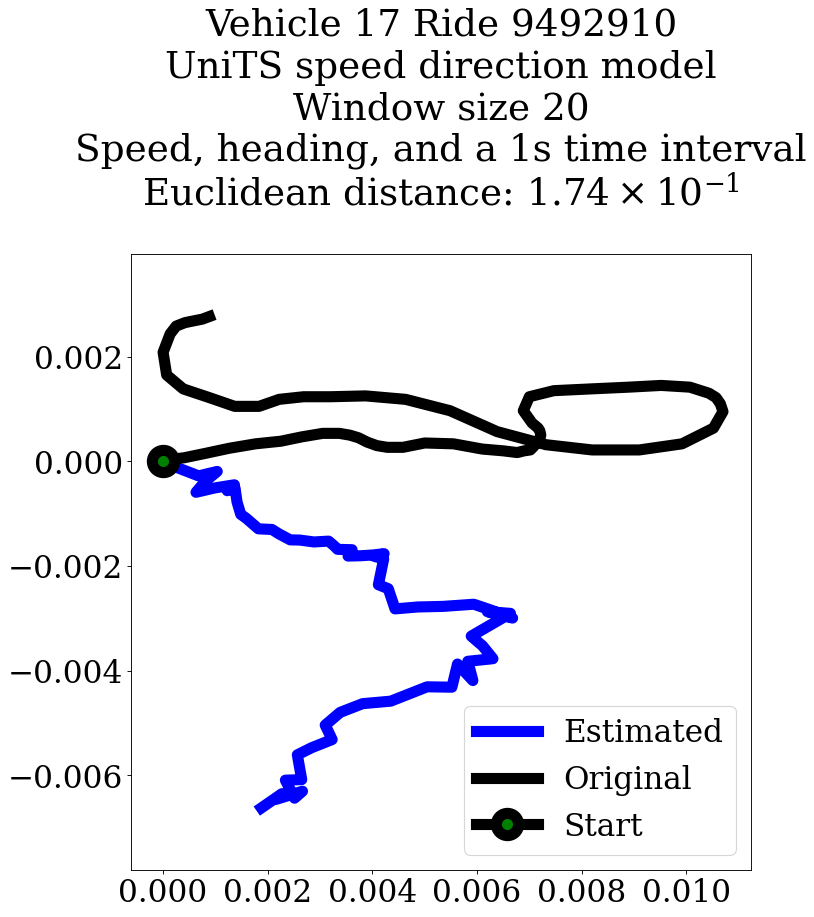 Vehicle 17 Ride 9492910
UniTS speed direction model
Window size 20
Speed, heading, and a 1s time interval
Euclidean distance: 1.74 × 10⁻¹
0.002
0.000
−0.002
−0.004
−0.006
Estimated
Original
Start
0.000 0.002 0.004 0.006 0.008 0.010